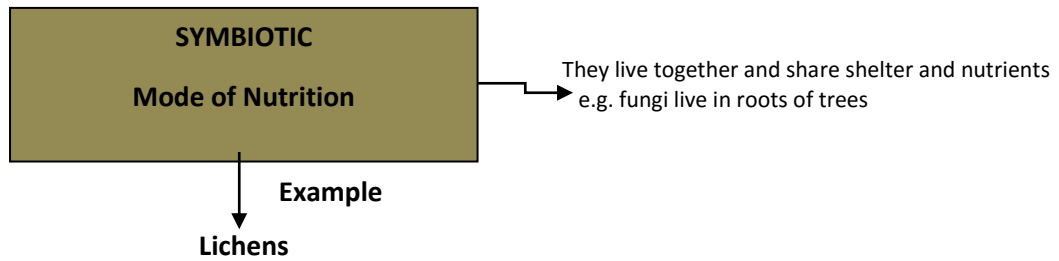 SYMBIOTIC
Mode of Nutrition
They live together and share shelter and nutrients
e.g. fungi live in roots of trees
Example
Lichens